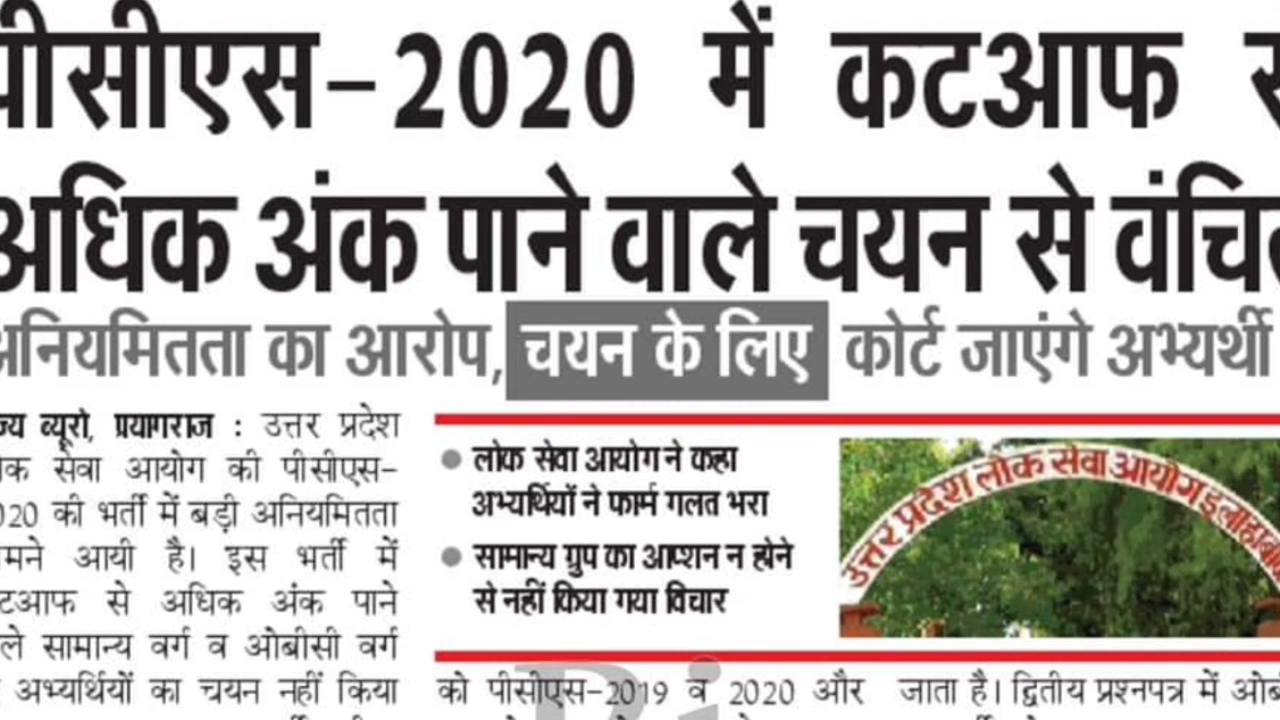 पीसीएस-2020 में कटआफ
अधिक अंक पाने वाले चयन से वंचित
अनियमितता का आरोप, चयन के लिए कोर्ट जाएंगे अभ्यर्थी
ब्यूरो, प्रयागराज : उत्तर प्रदेश
सेवा आयोग की पीसीएस-
की भर्ती में बड़ी अनियमितता
आयी है। इस भर्ती में
से अधिक अंक पाने
सामान्य वर्ग व ओबीसी वर्ग
अभ्यर्थियों का चयन नहीं किया
लोक सेवा आयोग ने कहा
अभ्यर्थियों ने फार्म गलत भरा
सामान्य ग्रुप का आप्शन न होने
से नहीं किया गया विचार
उत्तर प्रदेश लोक सेवा आयोग इलाहाबाद
को पीसीएस-2019 व 2020 और
जाता है। द्वितीय प्रश्नपत्र में